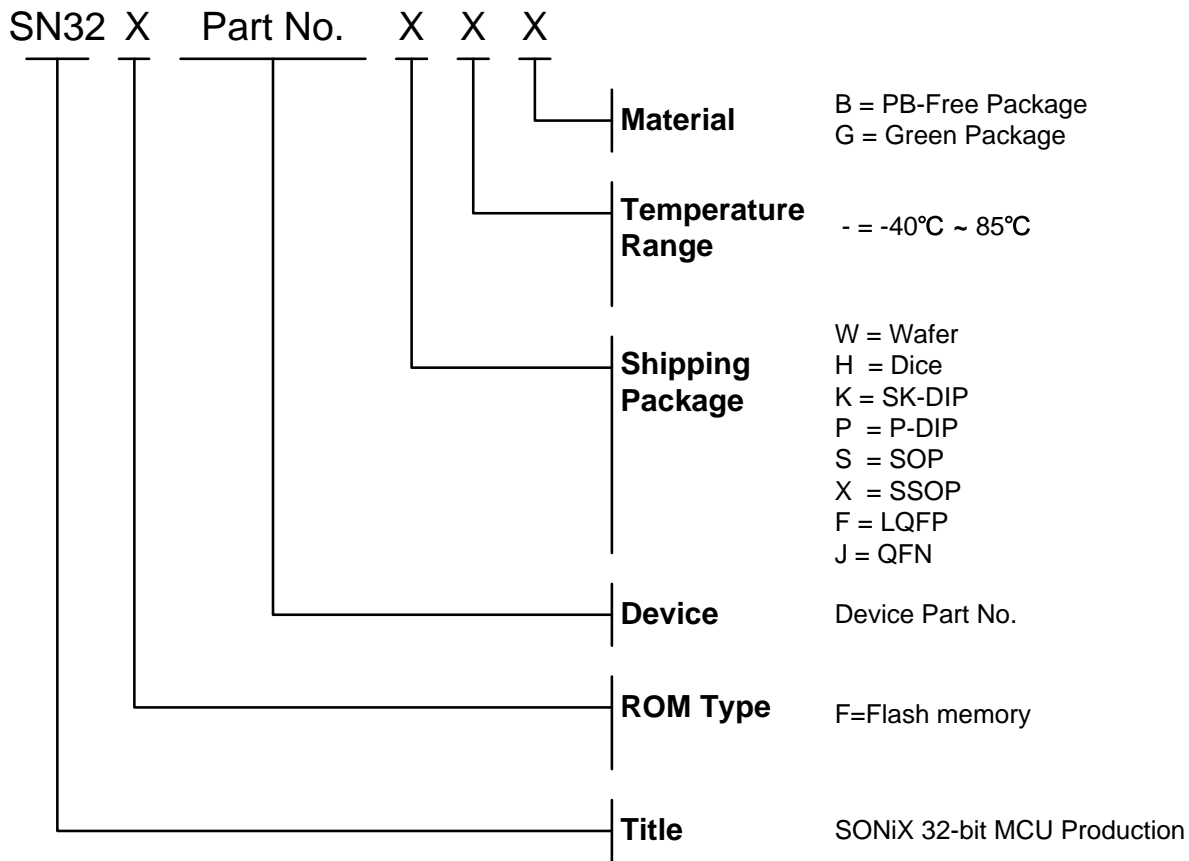 SN32 X Part No. X X X
Material
B = PB-Free Package
G = Green Package
Temperature
Range
- = -40℃ ~ 85℃
Shipping
Package
W = Wafer
H = Dice
K = SK-DIP
P = P-DIP
S = SOP
X = SSOP
F = LQFP
J = QFN
Device
Device Part No.
ROM Type
F=Flash memory
Title
SONiX 32-bit MCU Production